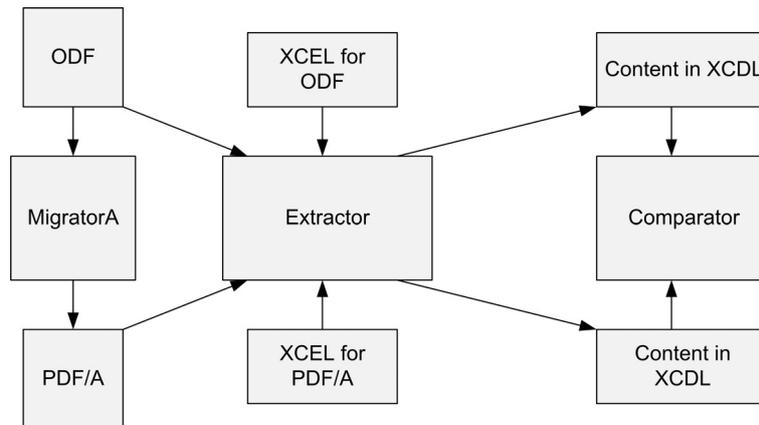 ODF
XCEL for
ODF
Content in XCDL
MigratorA
Extractor
Comparator
PDF/A
XCEL for
PDF/A
Content in
XCDL